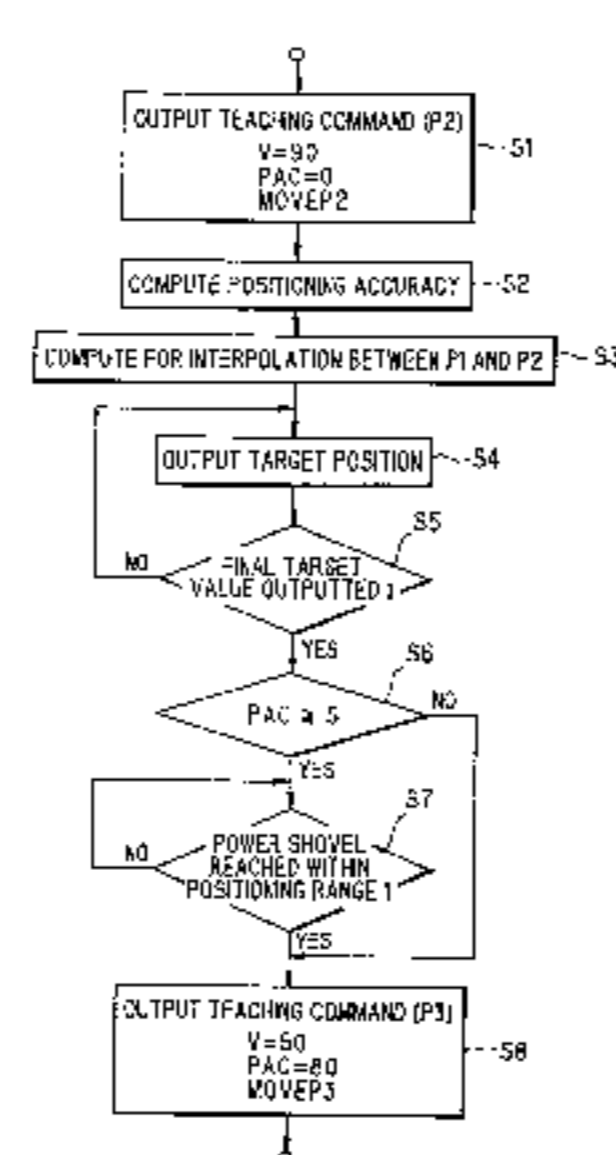 OUTPUT TEACHING COMMAND (P2)
V=90
PAC=0
MOVEP2
S1
COMPUTE POSITIONING ACCURACY
S2
COMPUTE FOR INTERPOLATION BETWEEN P1 AND P2
S3
OUTPUT TARGET POSITION
S4
S5
NO
FINAL TARGET
VALUE OUTPUTTED ?
YES
S6
PAC 5
NO
YES
S7
NO
POWER SHOVEL
REACHED WITHIN
POSITIONING RANGE ?
YES
OUTPUT TEACHING COMMAND (P3)
PAC=80
MOVEP3
S8